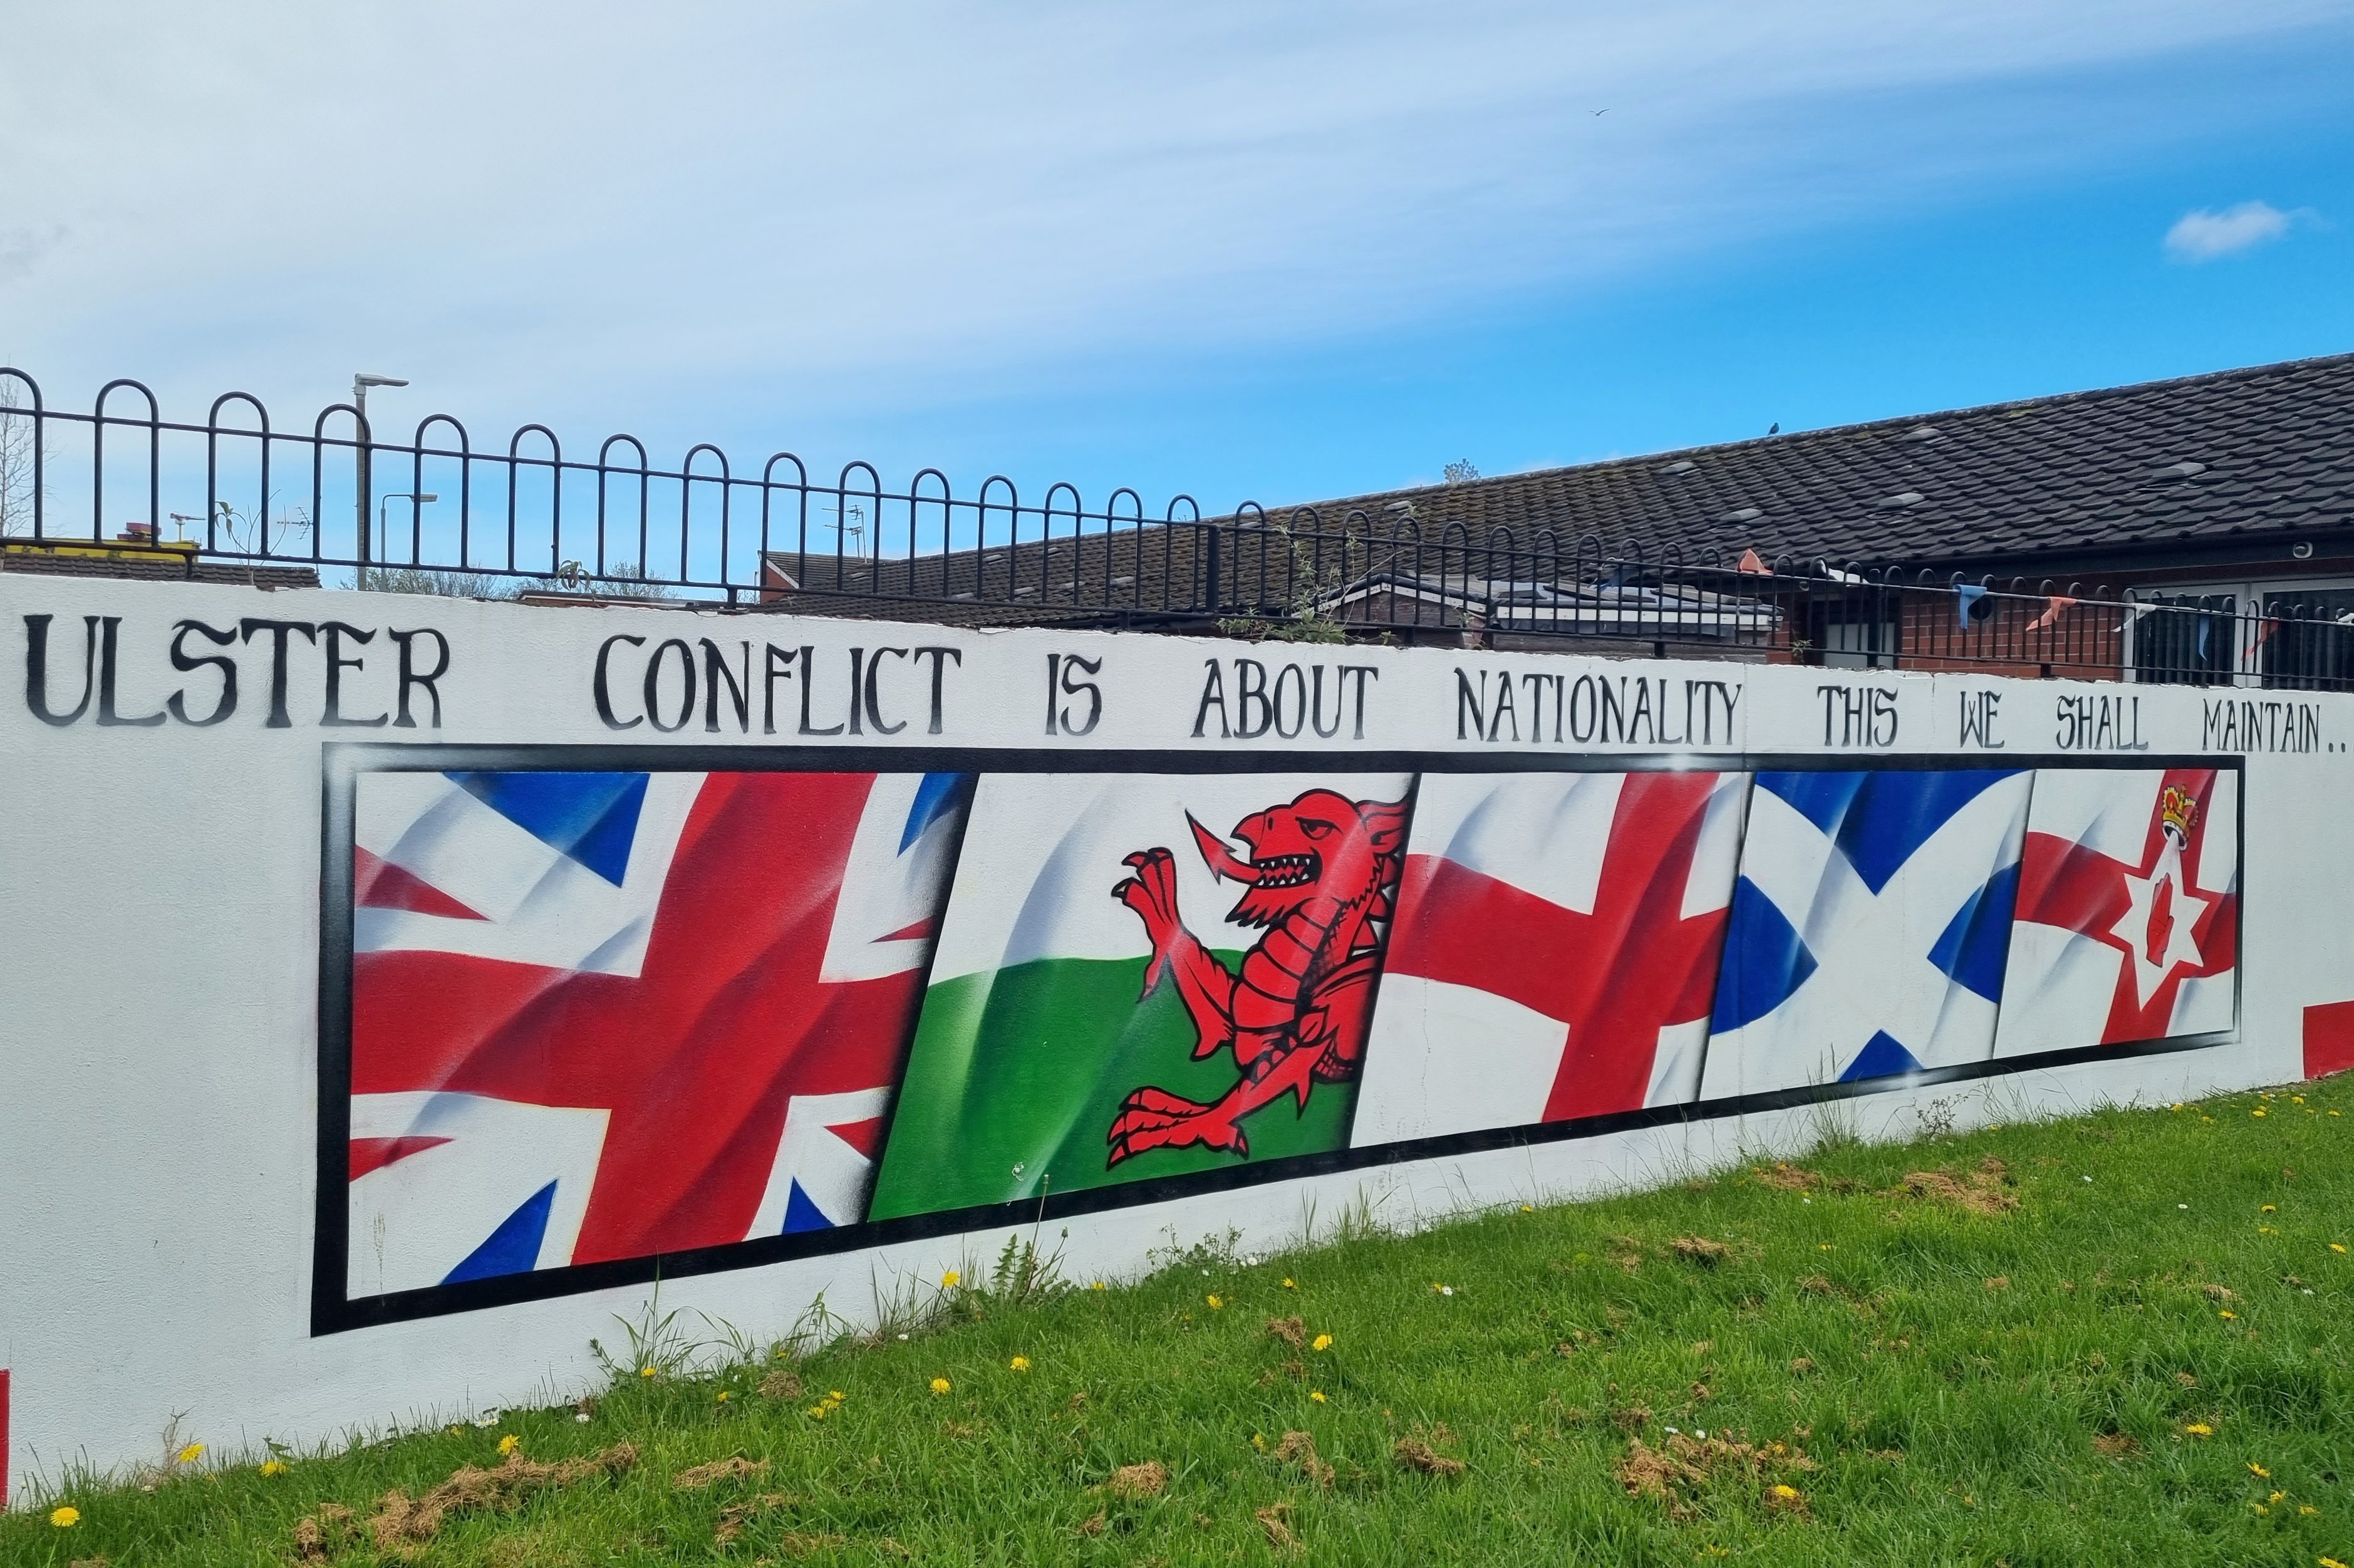 ULSTER CONFLICT IS ABOUT NATIONALITY THIS WE SHALL MAINTAIN..